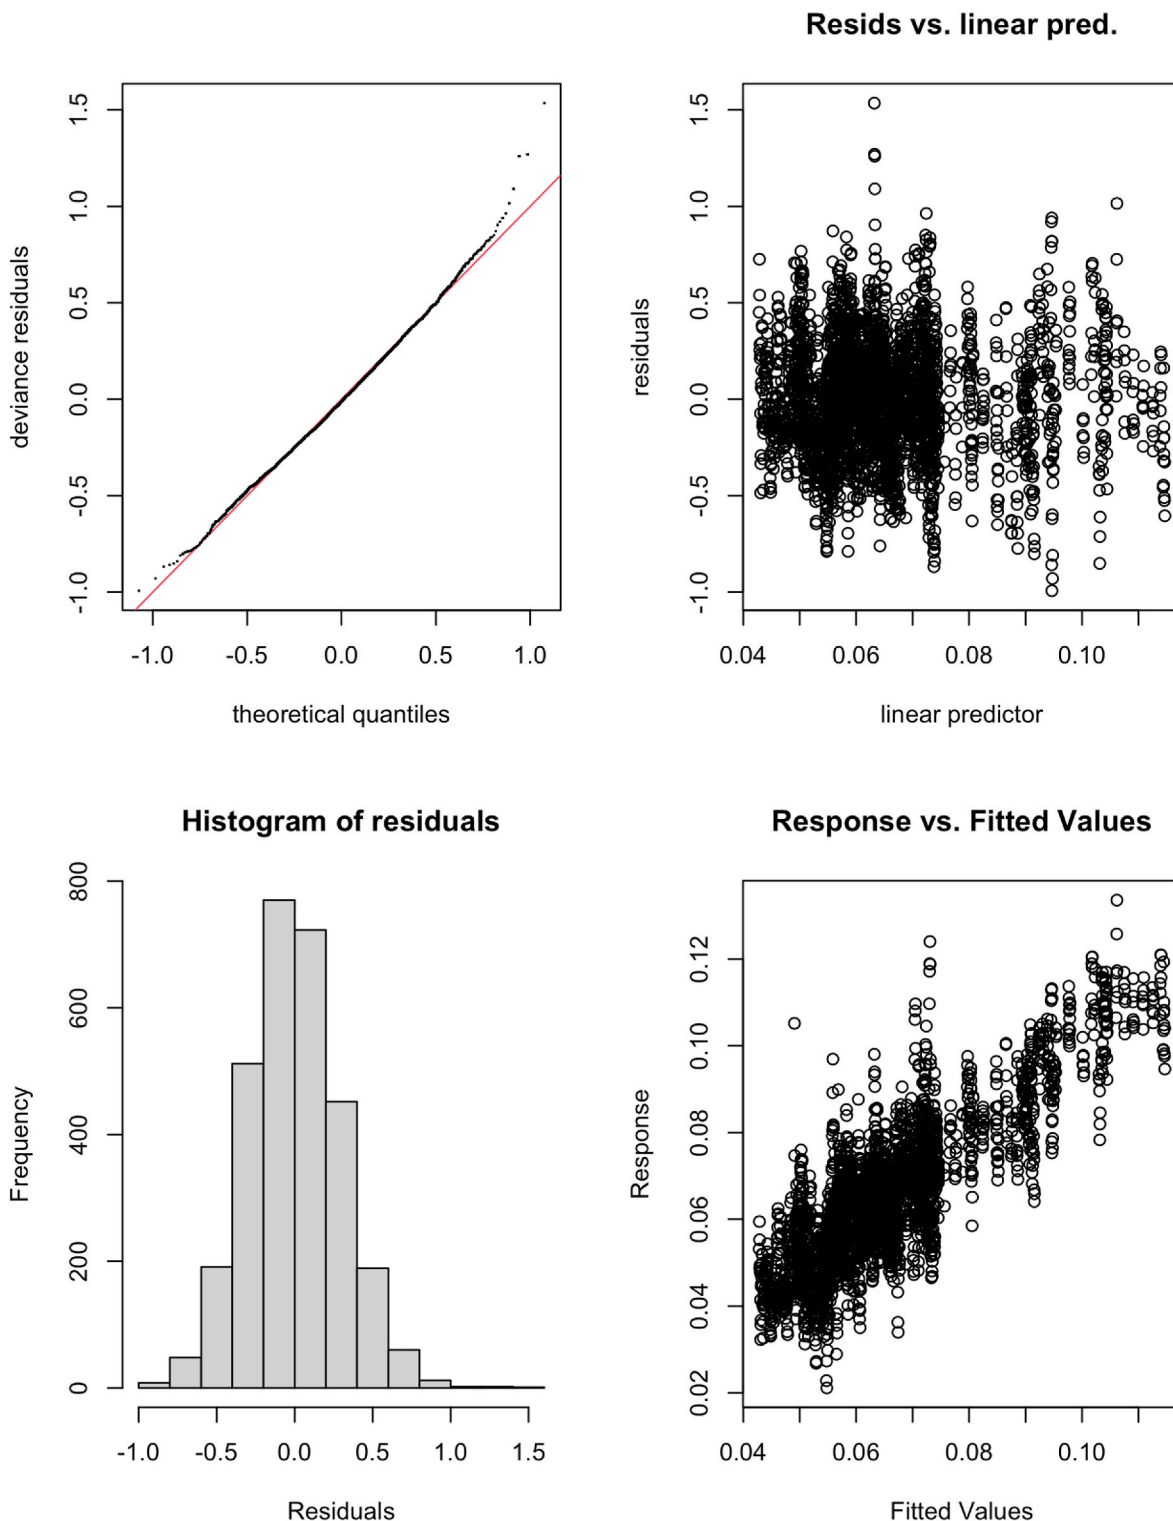 Resids vs. linear pred.
1.5
1.0
0.5
0.0
-0.5
-1.0
deviance residuals
-1.0 -0.5 0.0 0.5 1.0
theoretical quantiles
1.5
1.0
0.5
0.0
-0.5
-1.0
residuals
0.04 0.06 0.08 0.10
linear predictor
Histogram of residuals
800
600
400
200
0
Frequency
-1.0 -0.5 0.0 0.5 1.0 1.5
Residuals
Response vs. Fitted Values
0.12
0.10
0.08
0.06
0.04
0.02
Response
0.04 0.06 0.08 0.10
Fitted Values